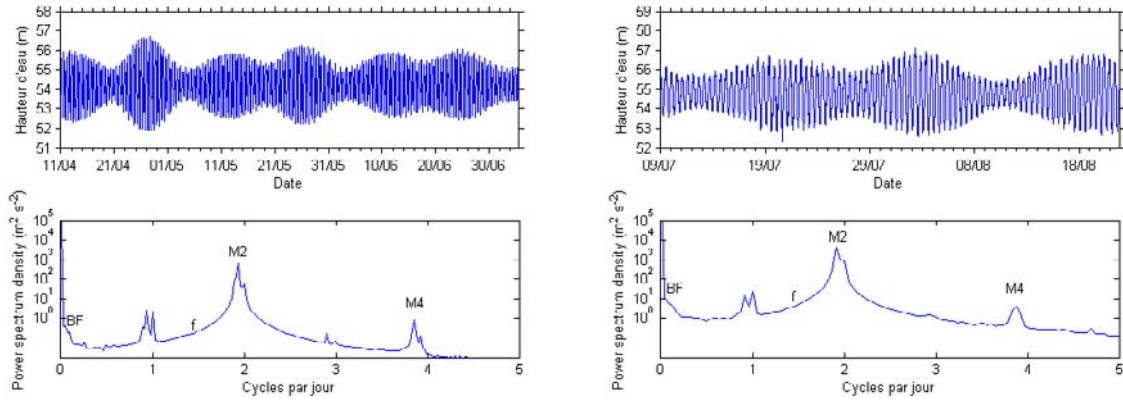 58
57
56
55
54
53
52
51
Hauteur d'eau (m)
11/04 21/04 01/05 11/05 21/05 31/05 10/06 20/06 30/06
Date
60
59
58
57
56
55
54
53
52
Hauteur d'eau (m)
09/07 19/07 29/07 08/08 18/08
Date
10^5
10^4
10^3
10^2
10^1
10^0
Power spectrum density (m^2 s^-2)
BF
f
M2
M4
0 1 2 3 4 5
Cycles par jour
10^5
10^4
10^3
10^2
10^1
10^0
Power spectrum density (m^2 s^-2)
BF
f
M2
M4
0 1 2 3 4 5
Cycles par jour